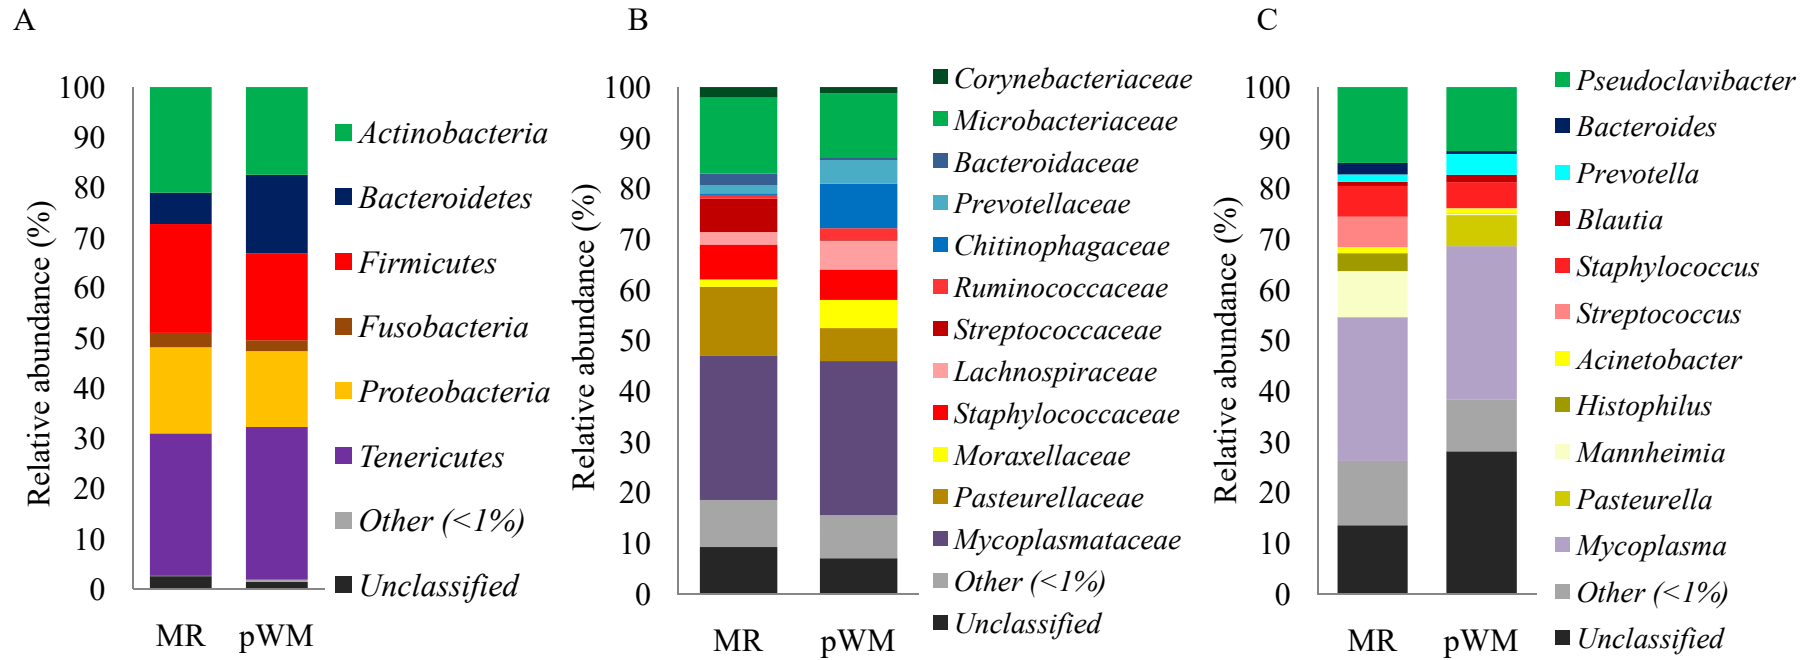 A
Relative abundance (%)
100
90
80
70
60
50
40
30
20
10
0
MR
pWM
Actinobacteria
Bacteroidetes
Firmicutes
Fusobacteria
Proteobacteria
Tenericutes
Other (<1%)
Unclassified
B
Relative abundance (%)
100
90
80
70
60
50
40
30
20
10
0
MR
pWM
Corynebacteriaceae
Microbacteriaceae
Bacteroidaceae
Prevotellaceae
Chitinophagaceae
Ruminococcaceae
Streptococcaceae
Lachnospiraceae
Staphylococcaceae
Moraxellaceae
Pasteurellaceae
Mycoplasmataceae
Other (<1%)
Unclassified
C
Relative abundance (%)
100
90
80
70
60
50
40
30
20
10
0
MR
pWM
Pseudoclavibacter
Bacteroides
Prevotella
Blautia
Staphylococcus
Streptococcus
Acinetobacter
Histophilus
Mannheimia
Pasteurella
Mycoplasma
Other (<1%)
Unclassified